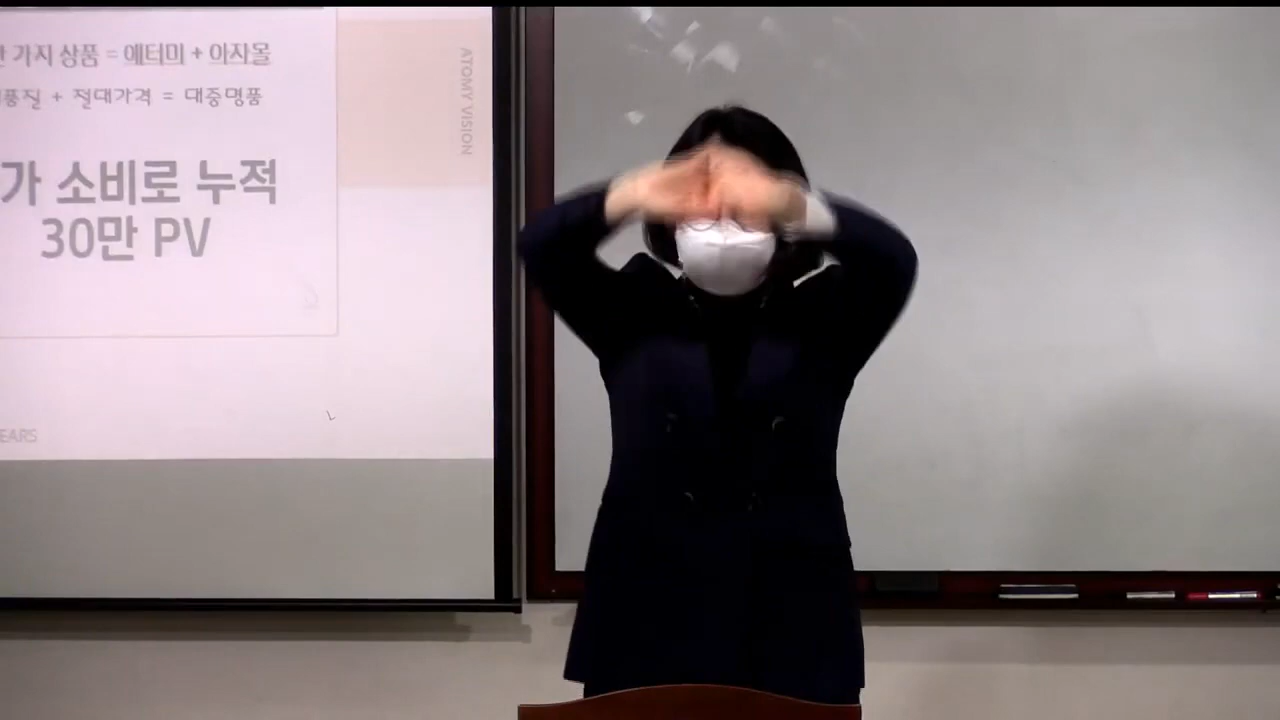 가지 상품 = 애터미 + 아자몰
품질 + 절대가격 = 대중명품
가 소비로 누적
30만 PV
ATOMY VISION
EARS